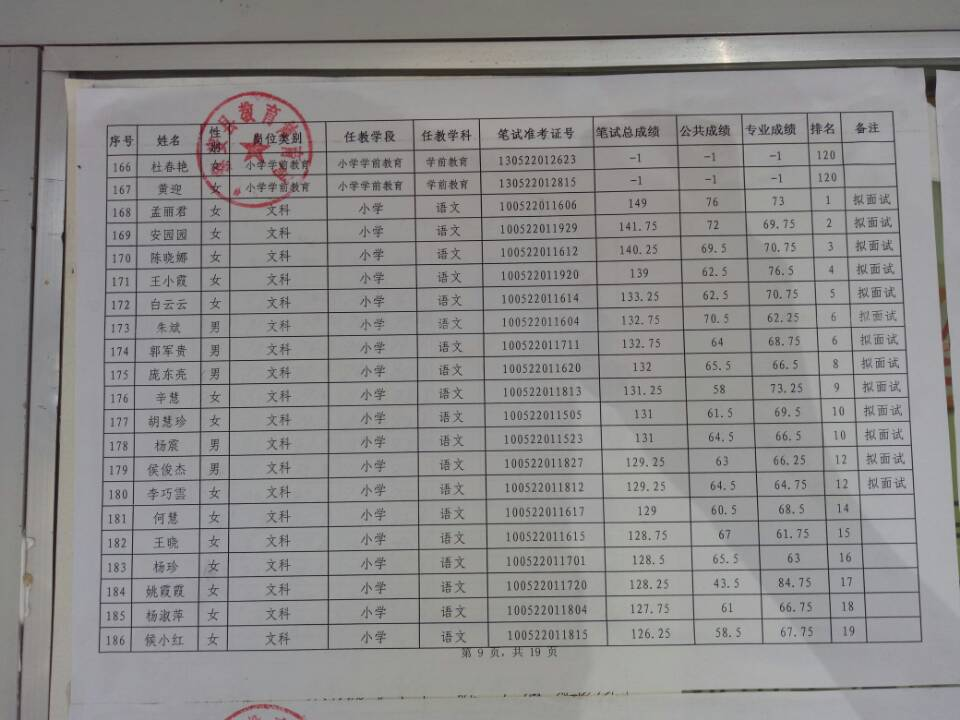 序号 姓名 性别 岗位类别 任教学段 任教学科 笔试准考证号 笔试总成绩 公共成绩 专业成绩 排名 备注
166 杜春艳 女 小学学前教育 小学学前教育 学前教育 130522012623 -1 -1 -1 120
167 黄迎 女 小学学前教育 小学学前教育 学前教育 130522012815 -1 -1 -1 120
168 孟丽君 女 文科 小学 语文 100522011606 149 76 73 1 拟面试
169 安园园 女 文科 小学 语文 100522011929 141.75 72 69.75 2 拟面试
170 陈晓娜 女 文科 小学 语文 100522011612 140.25 69.5 70.75 3 拟面试
171 王小霞 女 文科 小学 语文 100522011920 139 62.5 76.5 4 拟面试
172 白云云 女 文科 小学 语文 100522011614 133.25 62.5 70.75 5 拟面试
173 朱斌 男 文科 小学 语文 100522011604 132.75 70.5 62.25 6 拟面试
174 郭军贵 男 文科 小学 语文 100522011711 132.75 64 68.75 6 拟面试
175 庞东亮 男 文科 小学 语文 100522011620 132 65.5 66.5 8 拟面试
176 辛慧 女 文科 小学 语文 100522011813 131.25 58 73.25 9 拟面试
177 胡慧珍 女 文科 小学 语文 100522011505 131 61.5 69.5 10 拟面试
178 杨震 男 文科 小学 语文 100522011523 131 64.5 66.5 10 拟面试
179 侯俊杰 男 文科 小学 语文 100522011827 129.25 63 66.25 12 拟面试
180 李巧雲 女 文科 小学 语文 100522011812 129.25 64.5 64.75 12 拟面试
181 何慧 女 文科 小学 语文 100522011617 129 60.5 68.5 14
182 王晓 女 文科 小学 语文 100522011615 128.75 67 61.75 15
183 杨珍 女 文科 小学 语文 100522011701 128.5 65.5 63 16
184 姚霞霞 女 文科 小学 语文 100522011720 128.25 43.5 84.75 17
185 杨淑萍 女 文科 小学 语文 100522011804 127.75 61 66.75 18
186 侯小红 女 文科 小学 语文 100522011815 126.25 58.5 67.75 19
第 9 页，共 19 页
县教育